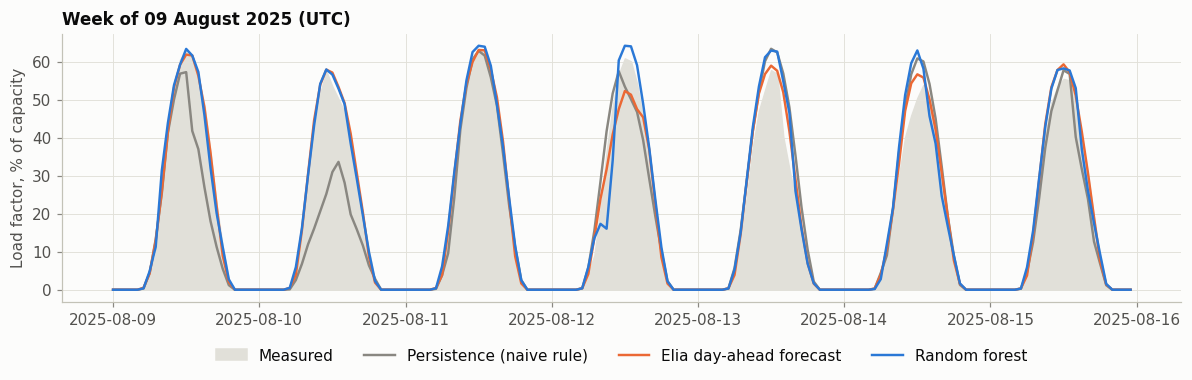 Week of 09 August 2025 (UTC)
Load factor, % of capacity
60
50
40
30
20
10
0
2025-08-09 2025-08-10 2025-08-11 2025-08-12 2025-08-13 2025-08-14 2025-08-15 2025-08-16
Measured Persistence (naive rule) Elia day-ahead forecast Random forest